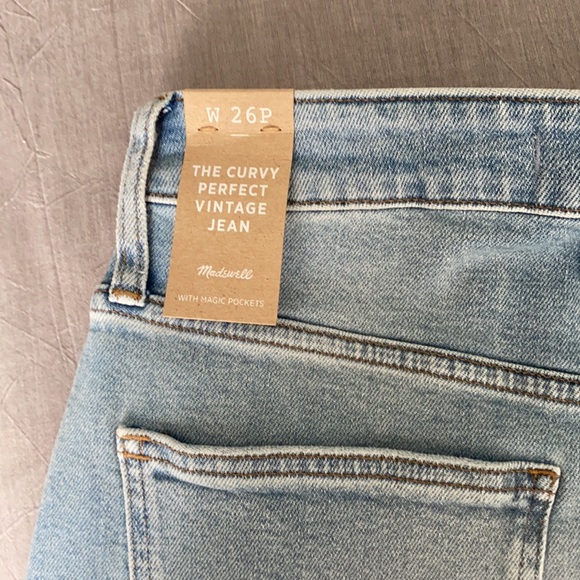 W 26P
THE CURVY
PERFECT
VINTAGE
JEAN
Madewell
WITH MAGIC POCKETS